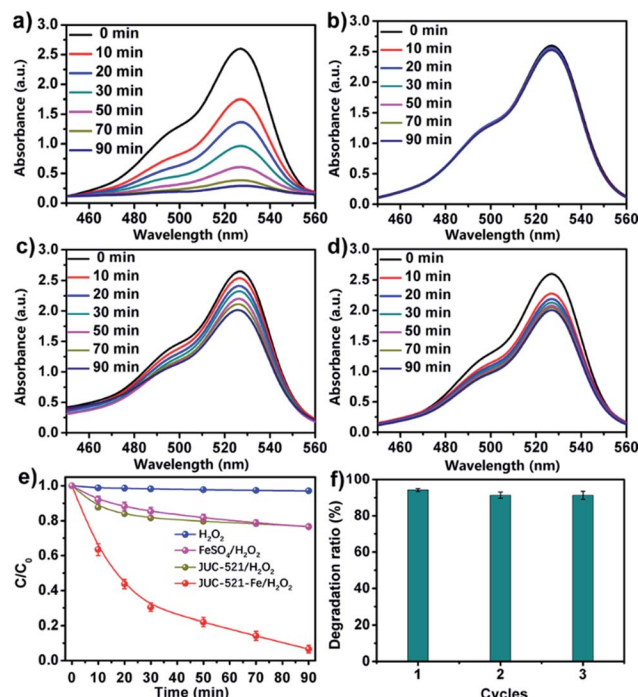 a)
Absorbance (a.u.)
3.0
2.5
2.0
1.5
1.0
0.5
0.0
0 min
10 min
20 min
30 min
50 min
70 min
90 min
460 480 500 520 540 560
Wavelength (nm)
b)
Absorbance (a.u.)
3.0
2.5
2.0
1.5
1.0
0.5
0.0
0 min
10 min
20 min
30 min
50 min
70 min
90 min
460 480 500 520 540 560
Wavelength (nm)
c)
Absorbance (a.u.)
3.0
2.5
2.0
1.5
1.0
0.5
0.0
0 min
10 min
20 min
30 min
50 min
70 min
90 min
460 480 500 520 540 560
Wavelength (nm)
d)
Absorbance (a.u.)
3.0
2.5
2.0
1.5
1.0
0.5
0.0
0 min
10 min
20 min
30 min
50 min
70 min
90 min
460 480 500 520 540 560
Wavelength (nm)
e)
C/C₀
1.0
0.8
0.6
0.4
0.2
0.0
H₂O₂
FeSO₄/H₂O₂
JUC-521/H₂O₂
JUC-521-Fe/H₂O₂
0 10 20 30 40 50 60 70 80 90
Time (min)
f)
Degradation ratio (%)
100
80
60
40
20
0
1 2 3
Cycles